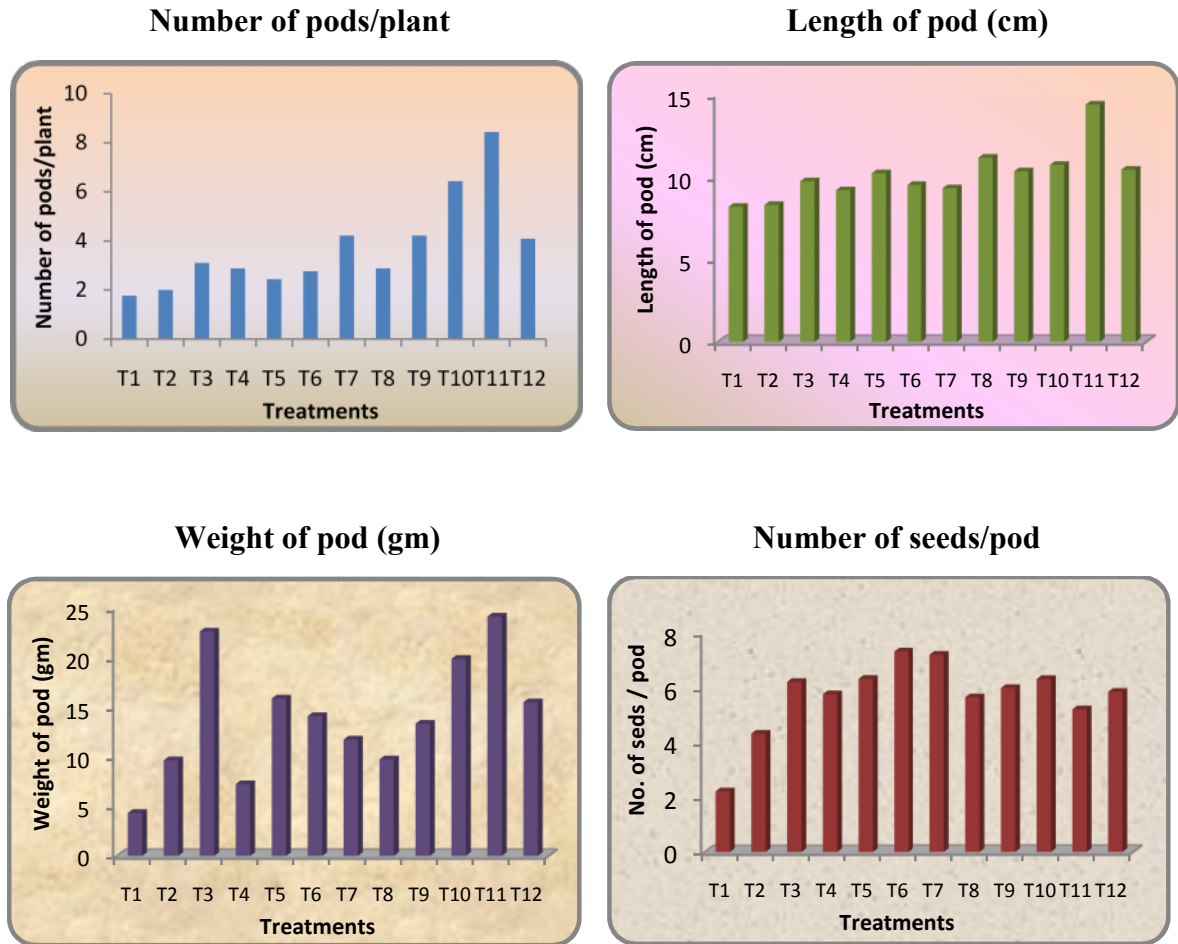 Number of pods/plant
10
8
6
4
2
0
Number of pods/plant
T1 T2 T3 T4 T5 T6 T7 T8 T9 T10 T11 T12
Treatments
Length of pod (cm)
15
10
5
0
Length of pod (cm)
T1 T2 T3 T4 T5 T6 T7 T8 T9 T10 T11 T12
Treatments
Weight of pod (gm)
25
20
15
10
5
0
Weight of pod (gm)
T1 T2 T3 T4 T5 T6 T7 T8 T9 T10 T11 T12
Treatments
Number of seeds/pod
8
6
4
2
0
No. of seds / pod
T1 T2 T3 T4 T5 T6 T7 T8 T9 T10 T11 T12
Treatments